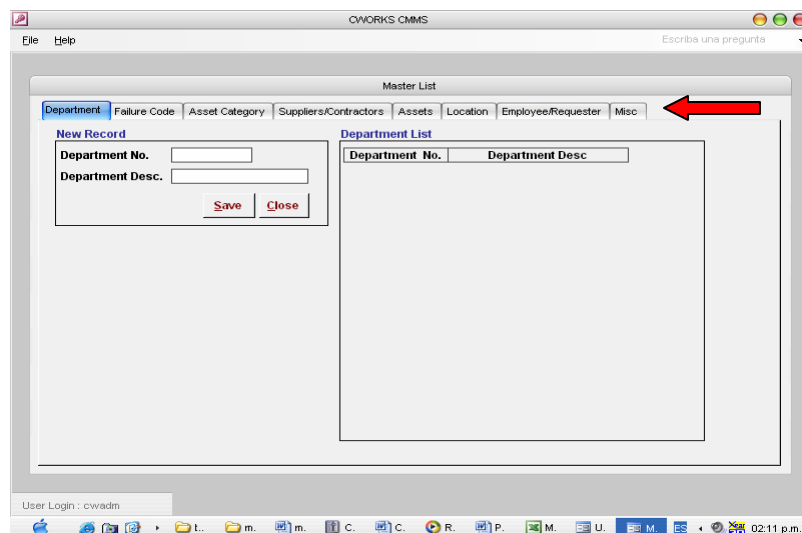 CWORKS CMMS
File Help Escriba una pregunta
Master List
Department Failure Code Asset Category Suppliers/Contractors Assets Location Employee/Requester Misc
New Record Department List
Department No. Department No. Department Desc
Department Desc.
Save Close
User Login : cwadm
t.. m. m. C. C. R. P. M. U. M. ES 02:11 p.m.